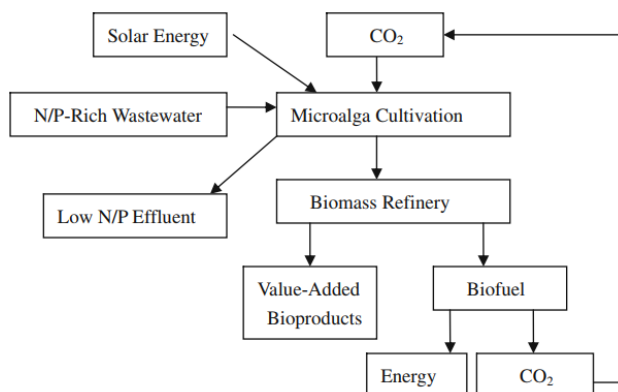 Solar Energy
CO₂
N/P-Rich Wastewater
Microalga Cultivation
Low N/P Effluent
Biomass Refinery
Value-Added
Bioproducts
Biofuel
Energy
CO₂